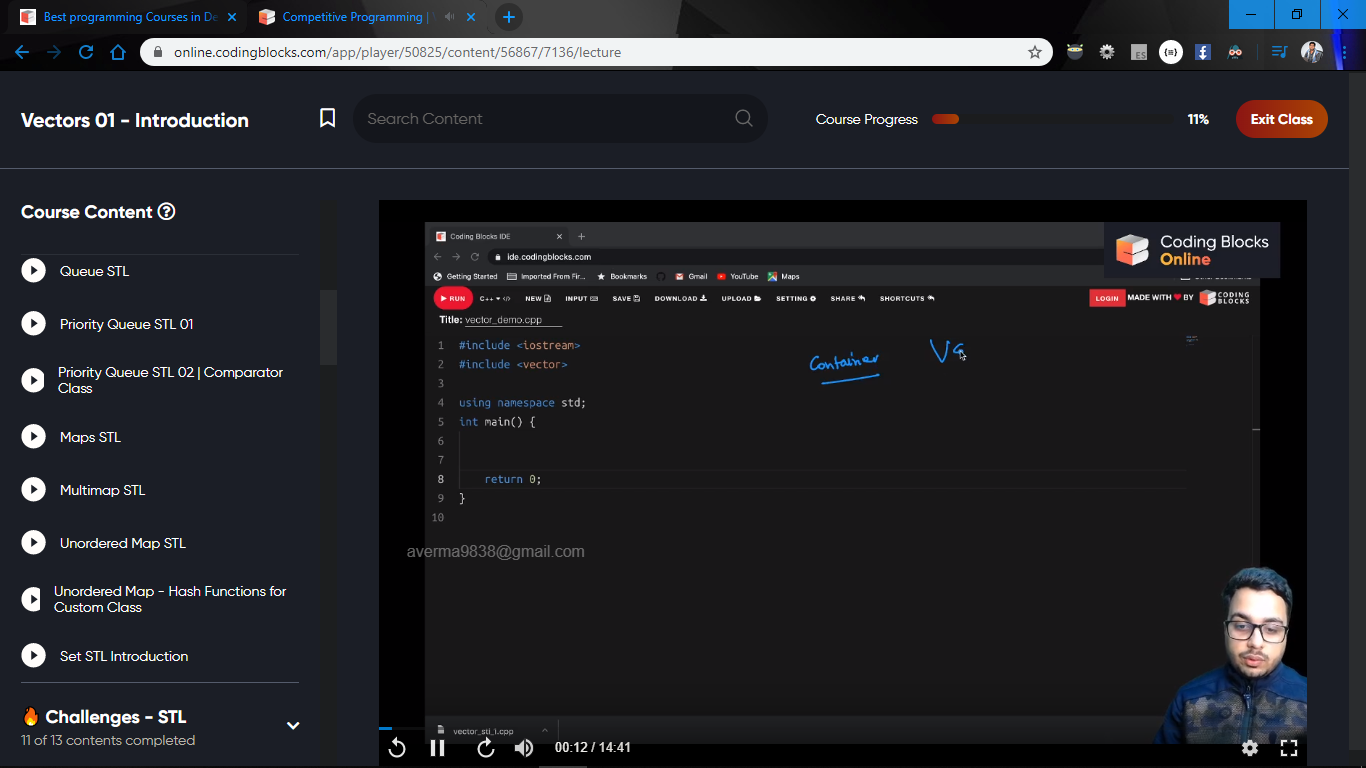 Best programming Courses in De
Competitive Programming |
online.codingblocks.com/app/player/50825/content/56867/7136/lecture
Vectors 01 - Introduction
Search Content
Course Progress
11%
Exit Class
Course Content
Queue STL
Priority Queue STL 01
Priority Queue STL 02 | Comparator
Class
Maps STL
Multimap STL
Unordered Map STL
Unordered Map - Hash Functions for
Custom Class
Set STL Introduction
Challenges - STL
11 of 13 contents completed
Coding Blocks IDE
ide.codingblocks.com
Getting Started Imported From Fir... Bookmarks Gmail YouTube Maps
Coding Blocks
Online
RUN C++ NEW INPUT SAVE DOWNLOAD UPLOAD SETTING SHARE SHORTCUTS LOGIN MADE WITH BY CODING BLOCKS
Title: vector_demo.cpp
1 #include <iostream>
2 #include <vector>
3
4 using namespace std;
5 int main() {
6
7
8 return 0;
9 }
10
Container
averma9838@gmail.com
vector_stl_1.cpp
00:12 / 14:41